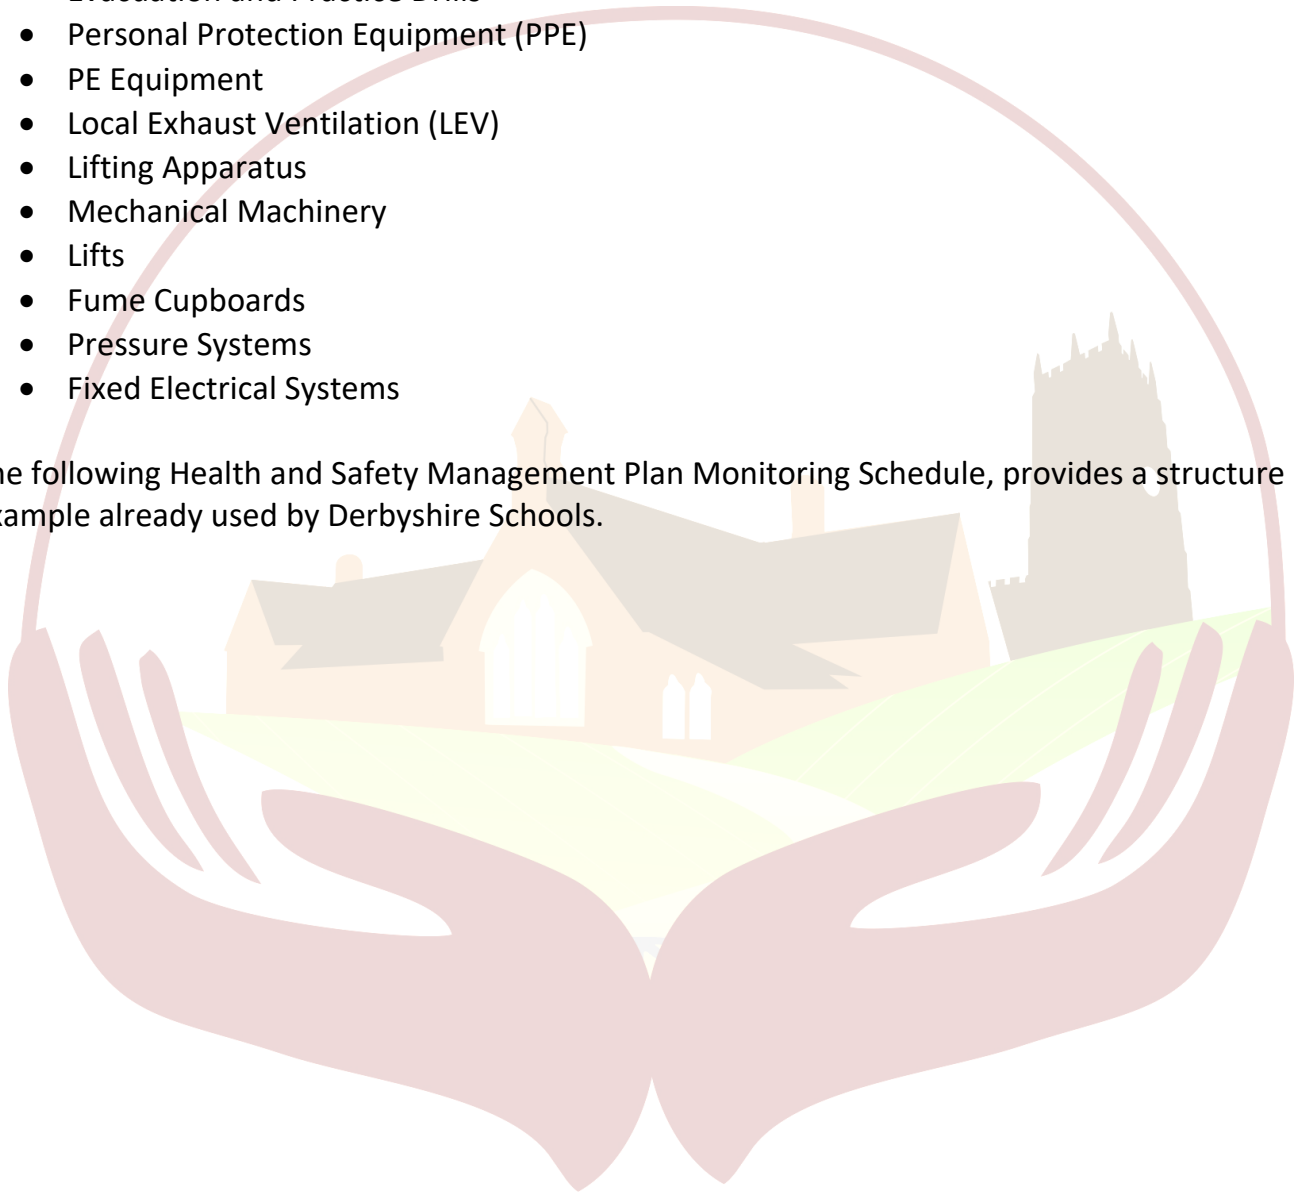 • Personal Protection Equipment (PPE)
• PE Equipment
• Local Exhaust Ventilation (LEV)
• Lifting Apparatus
• Mechanical Machinery
• Lifts
• Fume Cupboards
• Pressure Systems
• Fixed Electrical Systems
following Health and Safety Management Plan Monitoring Schedule, provides a structure
already used by Derbyshire Schools.